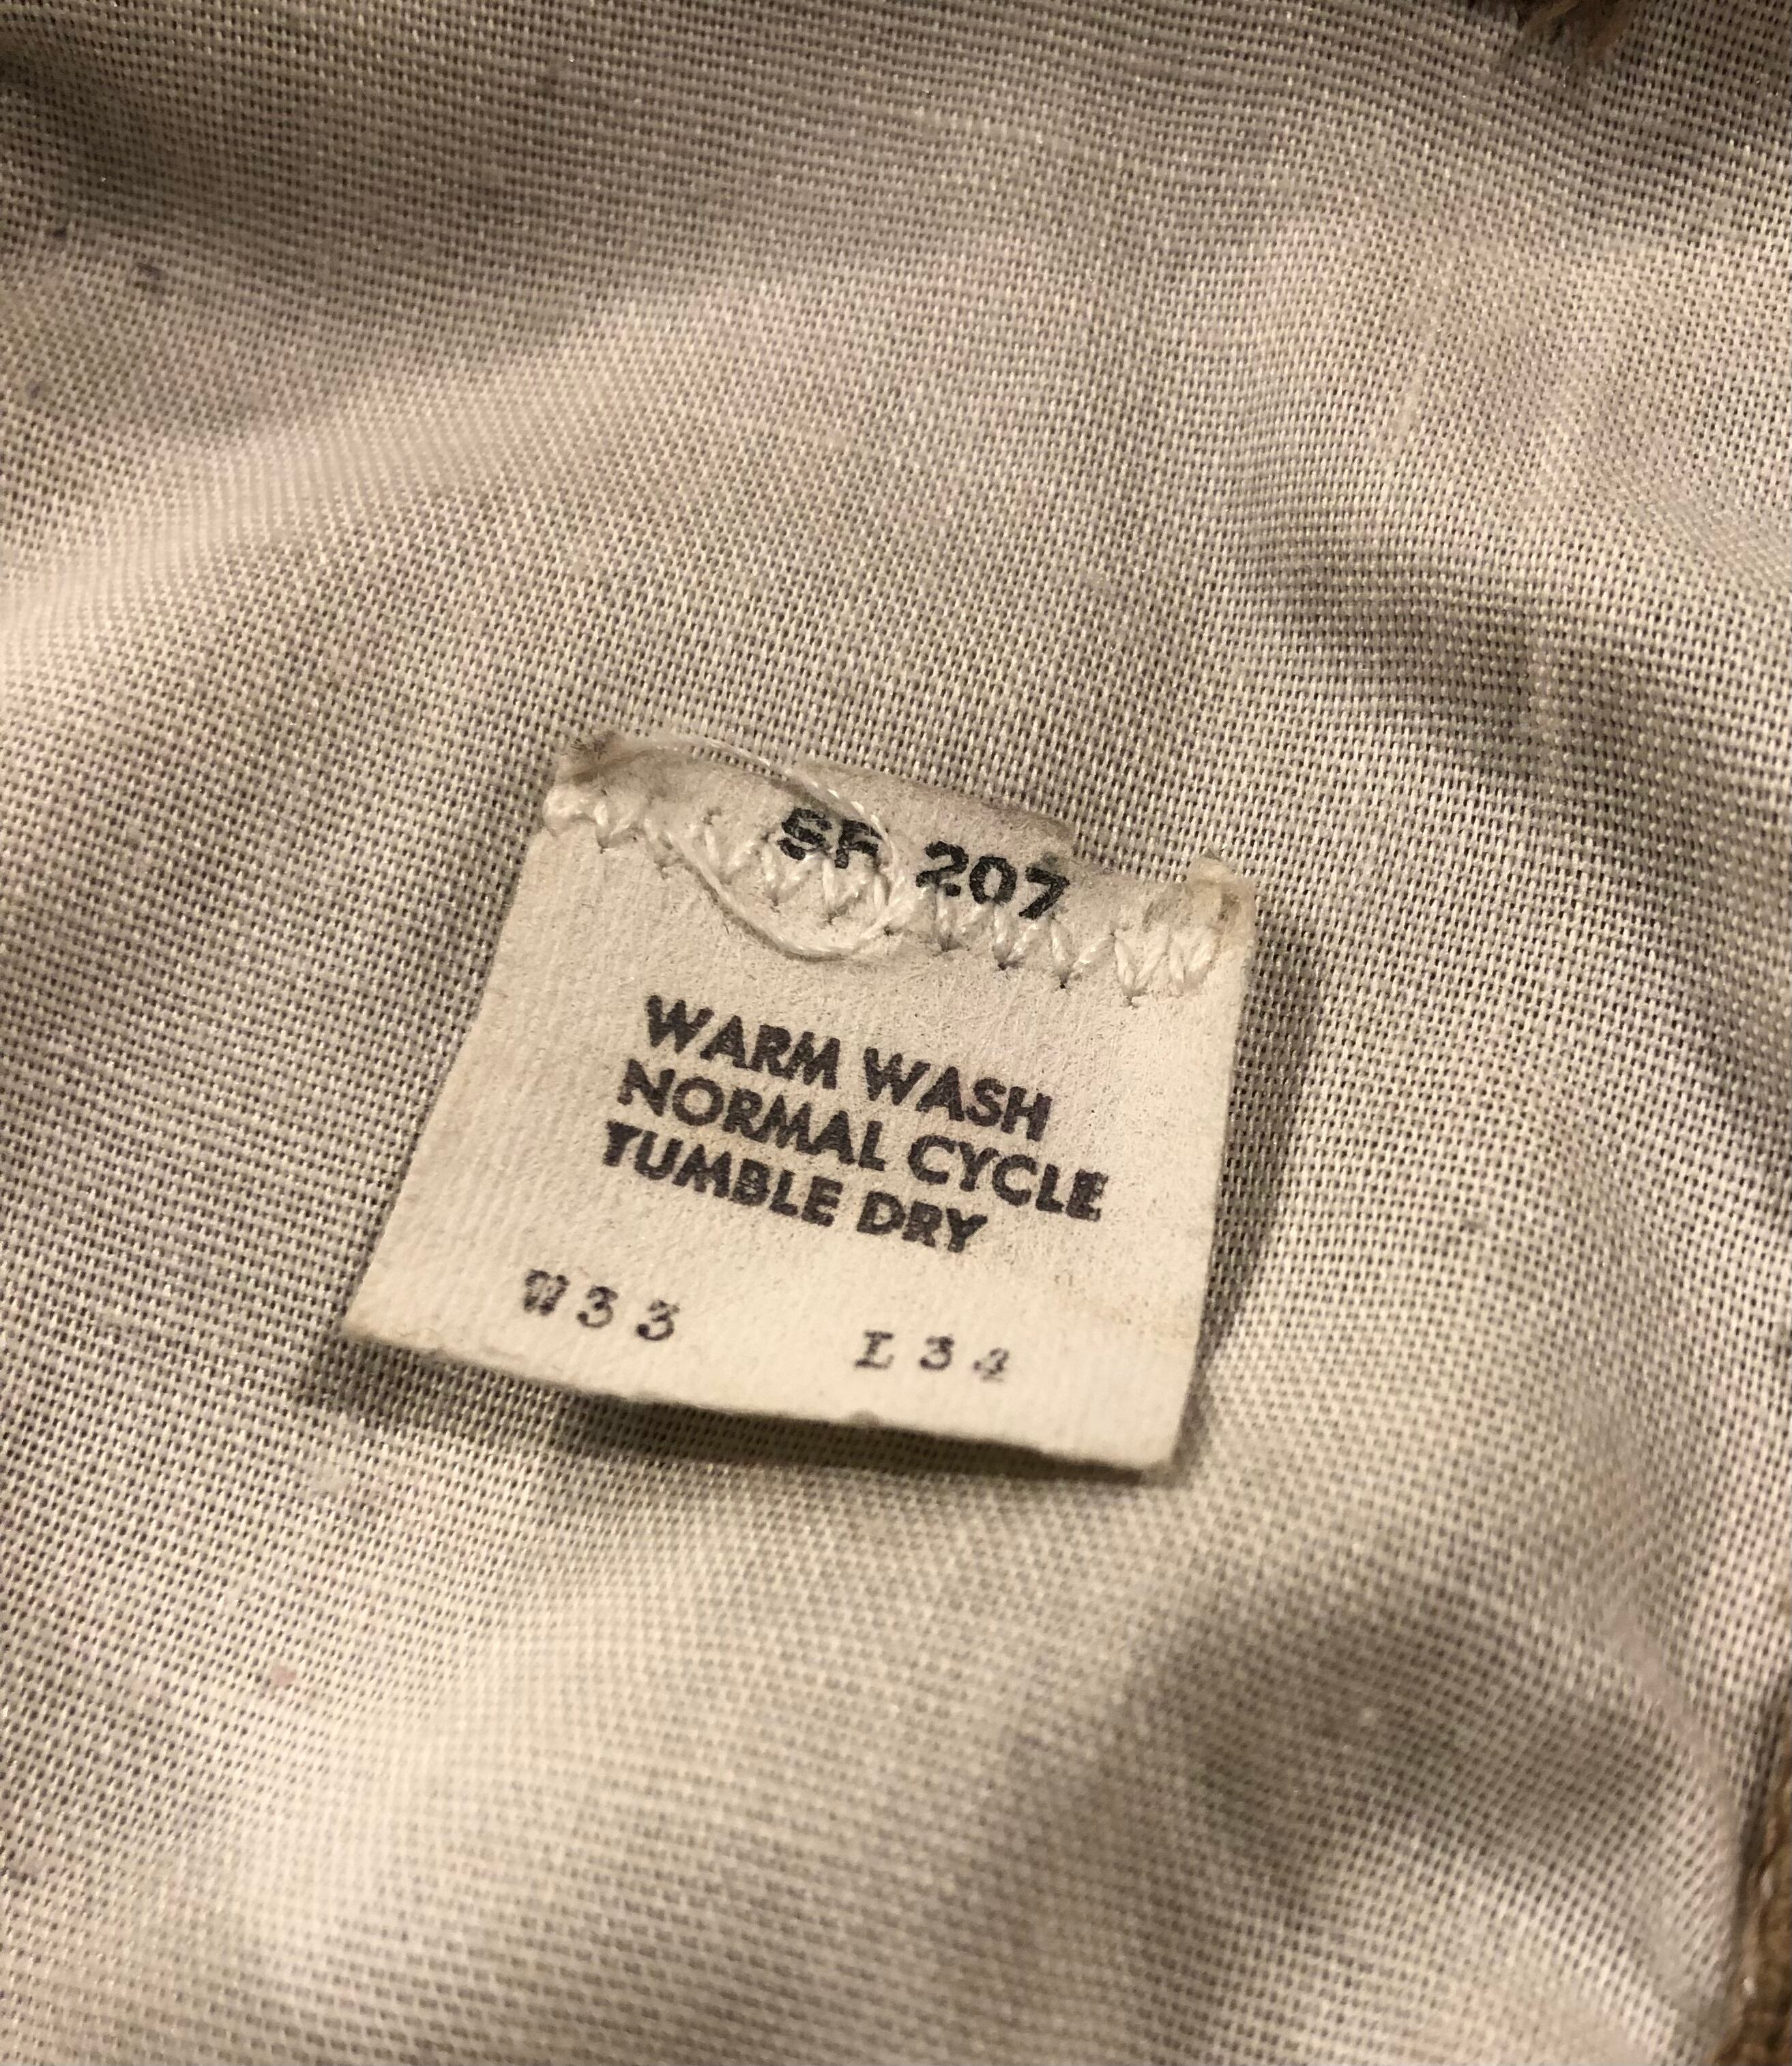 SF 207
WARM WASH
NORMAL CYCLE
TUMBLE DRY
W33 L34